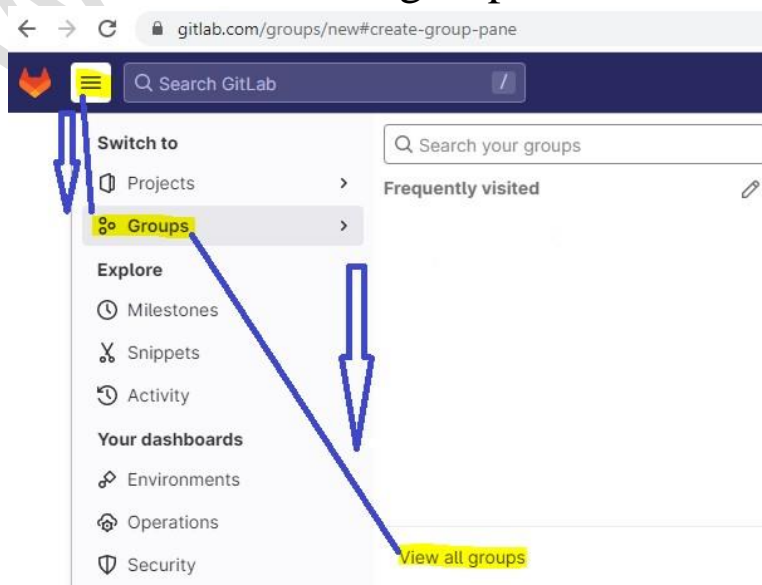 gitlab.com/groups/new#create-group-pane
Search GitLab /
Switch to
Projects
Groups
Explore
Milestones
Snippets
Activity
Your dashboards
Environments
Operations
Security
Search your groups
Frequently visited
View all groups